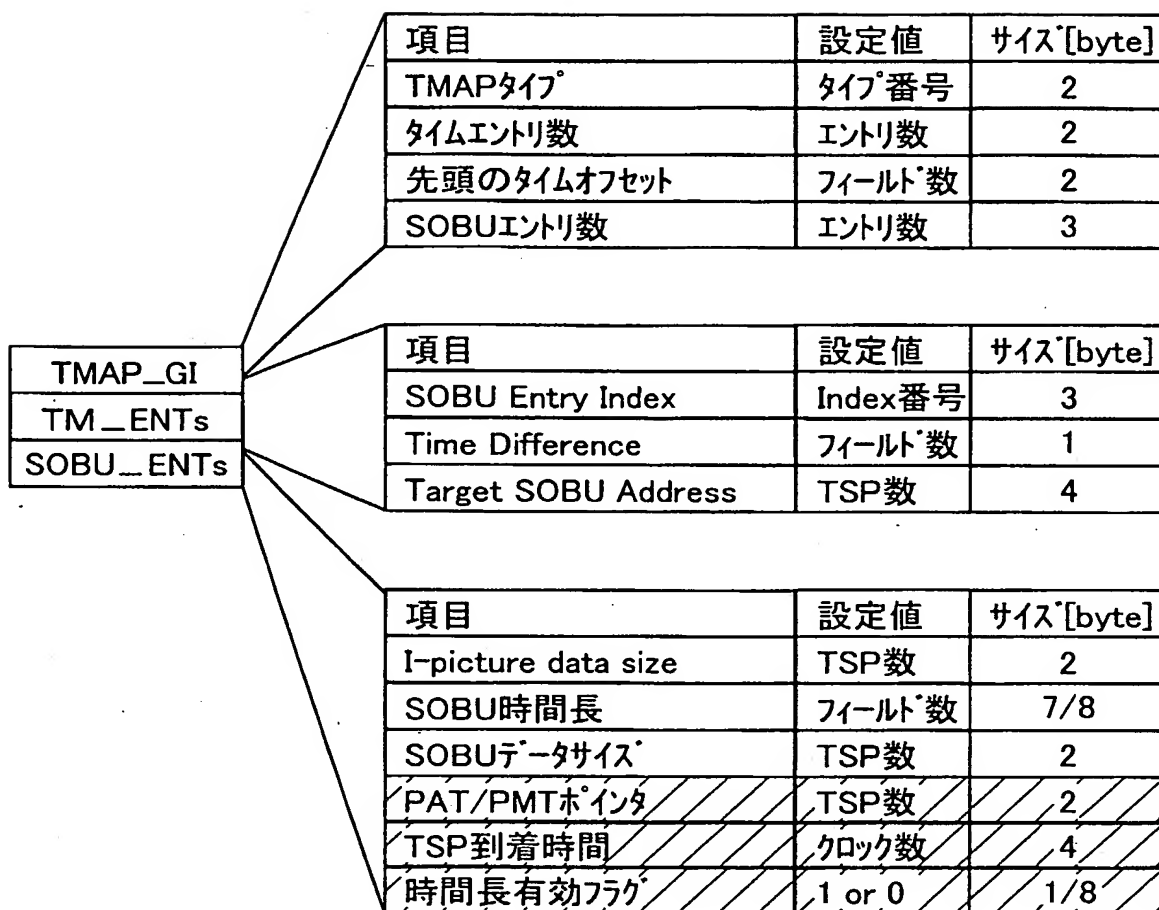 項目 設定値 サイズ[byte]
TMAPタイプ タイプ番号 2
タイムエントリ数 エントリ数 2
先頭のタイムオフセット フィールド数 2
SOBUエントリ数 エントリ数 3
TMAP_GI
TM_ENTs
SOBU_ENTs
項目 設定値 サイズ[byte]
SOBU Entry Index Index番号 3
Time Difference フィールド数 1
Target SOBU Address TSP数 4
項目 設定値 サイズ[byte]
I-picture data size TSP数 2
SOBU時間長 フィールド数 7/8
SOBUデータサイズ TSP数 2
PAT/PMTポインタ TSP数 2
TSP到着時間 クロック数 4
時間長有効フラグ 1 or 0 1/8